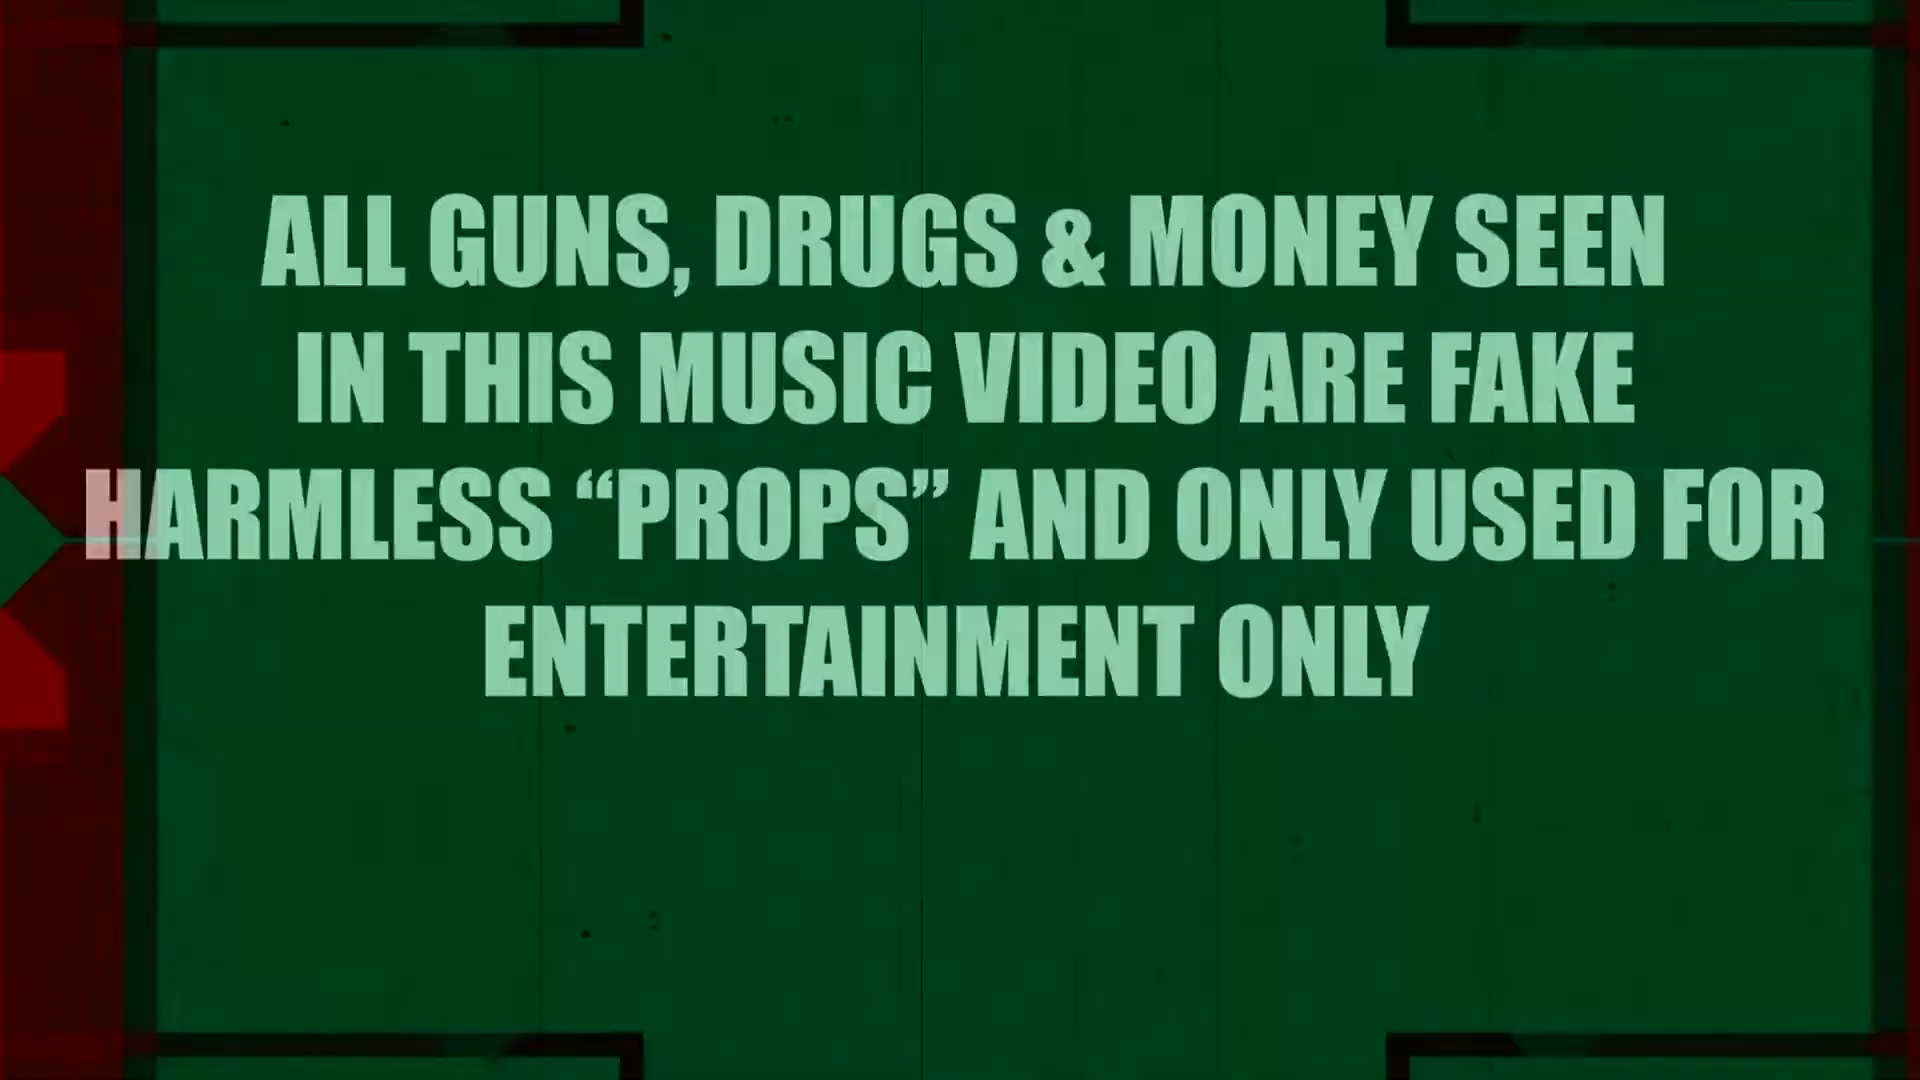 ALL GUNS, DRUGS & MONEY SEEN
IN THIS MUSIC VIDEO ARE FAKE
HARMLESS “PROPS” AND ONLY USED FOR
ENTERTAINMENT ONLY